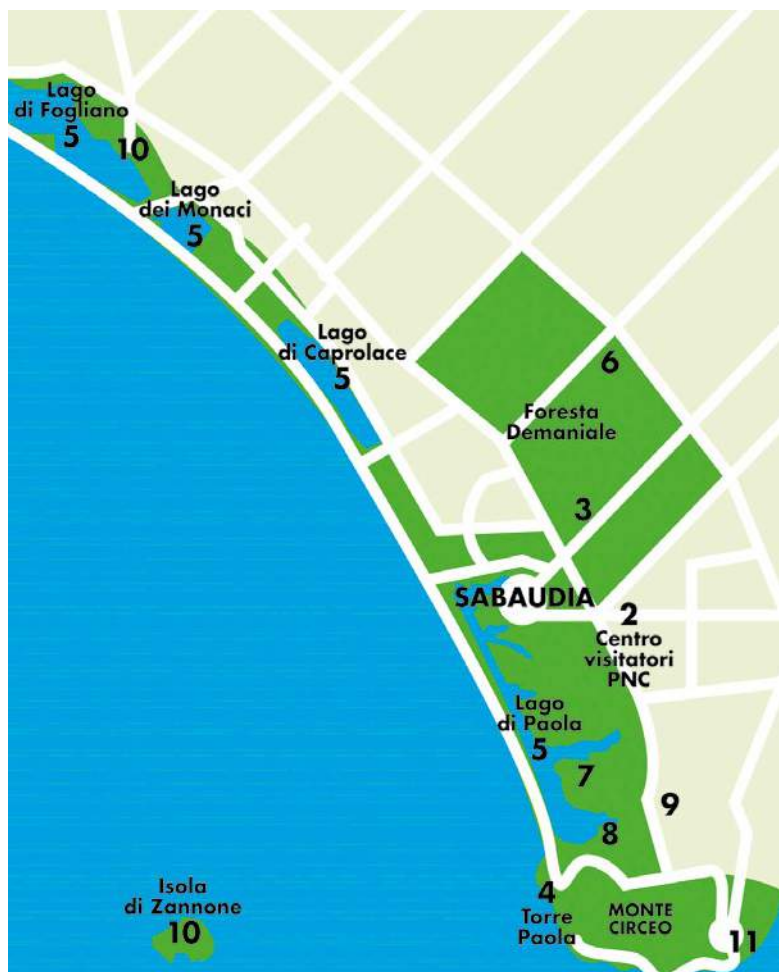 Lago
di Fogliano
5
10
Lago
dei Monaci
5
Lago
di Caprolace
5
6
Foresta
Demaniale
3
SABAUDIA
2
Centro
visitatori
PNC
Lago
di Paola
5
7
9
8
4
Torre
Paola
MONTE
CIRCEO
11
Isola
di Zannone
10